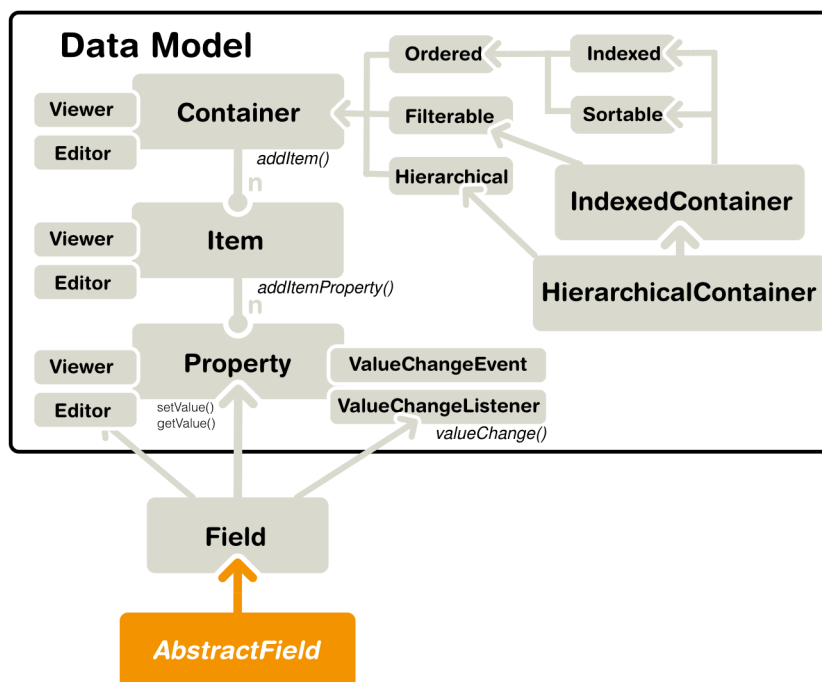 Data Model
Ordered
Indexed
Viewer
Container
Filterable
Sortable
Editor
addItem()
Hierarchical
n
IndexedContainer
Viewer
Item
Editor
addItemProperty()
HierarchicalContainer
n
Viewer
Property
ValueChangeEvent
Editor
setValue()
getValue()
ValueChangeListener
valueChange()
Field
AbstractField